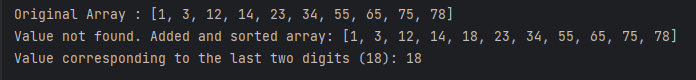 Original Array : [1, 3, 12, 14, 23, 34, 55, 65, 75, 78]
Value not found. Added and sorted array: [1, 3, 12, 14, 18, 23, 34, 55, 65, 75, 78]
Value corresponding to the last two digits (18): 18